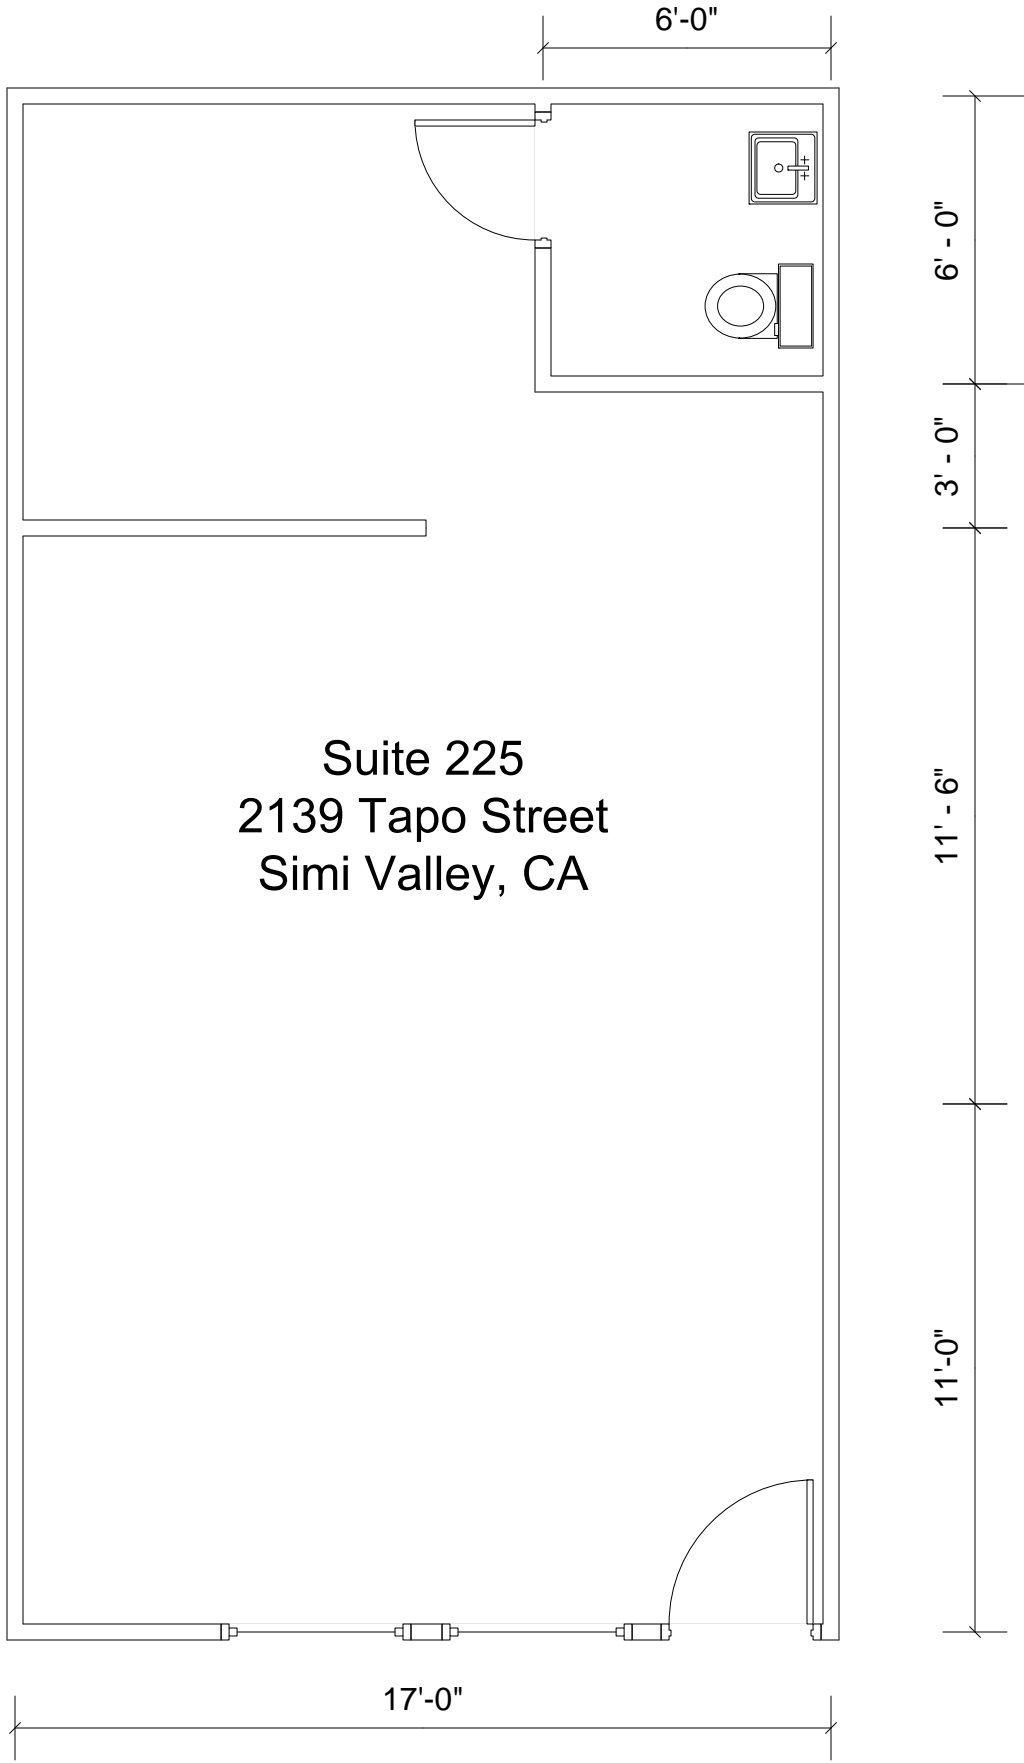 6'-0"
6' - 0"
3' - 0"
Suite 225
2139 Tapo Street
Simi Valley, CA
11' - 6"
11'-0"
17'-0"